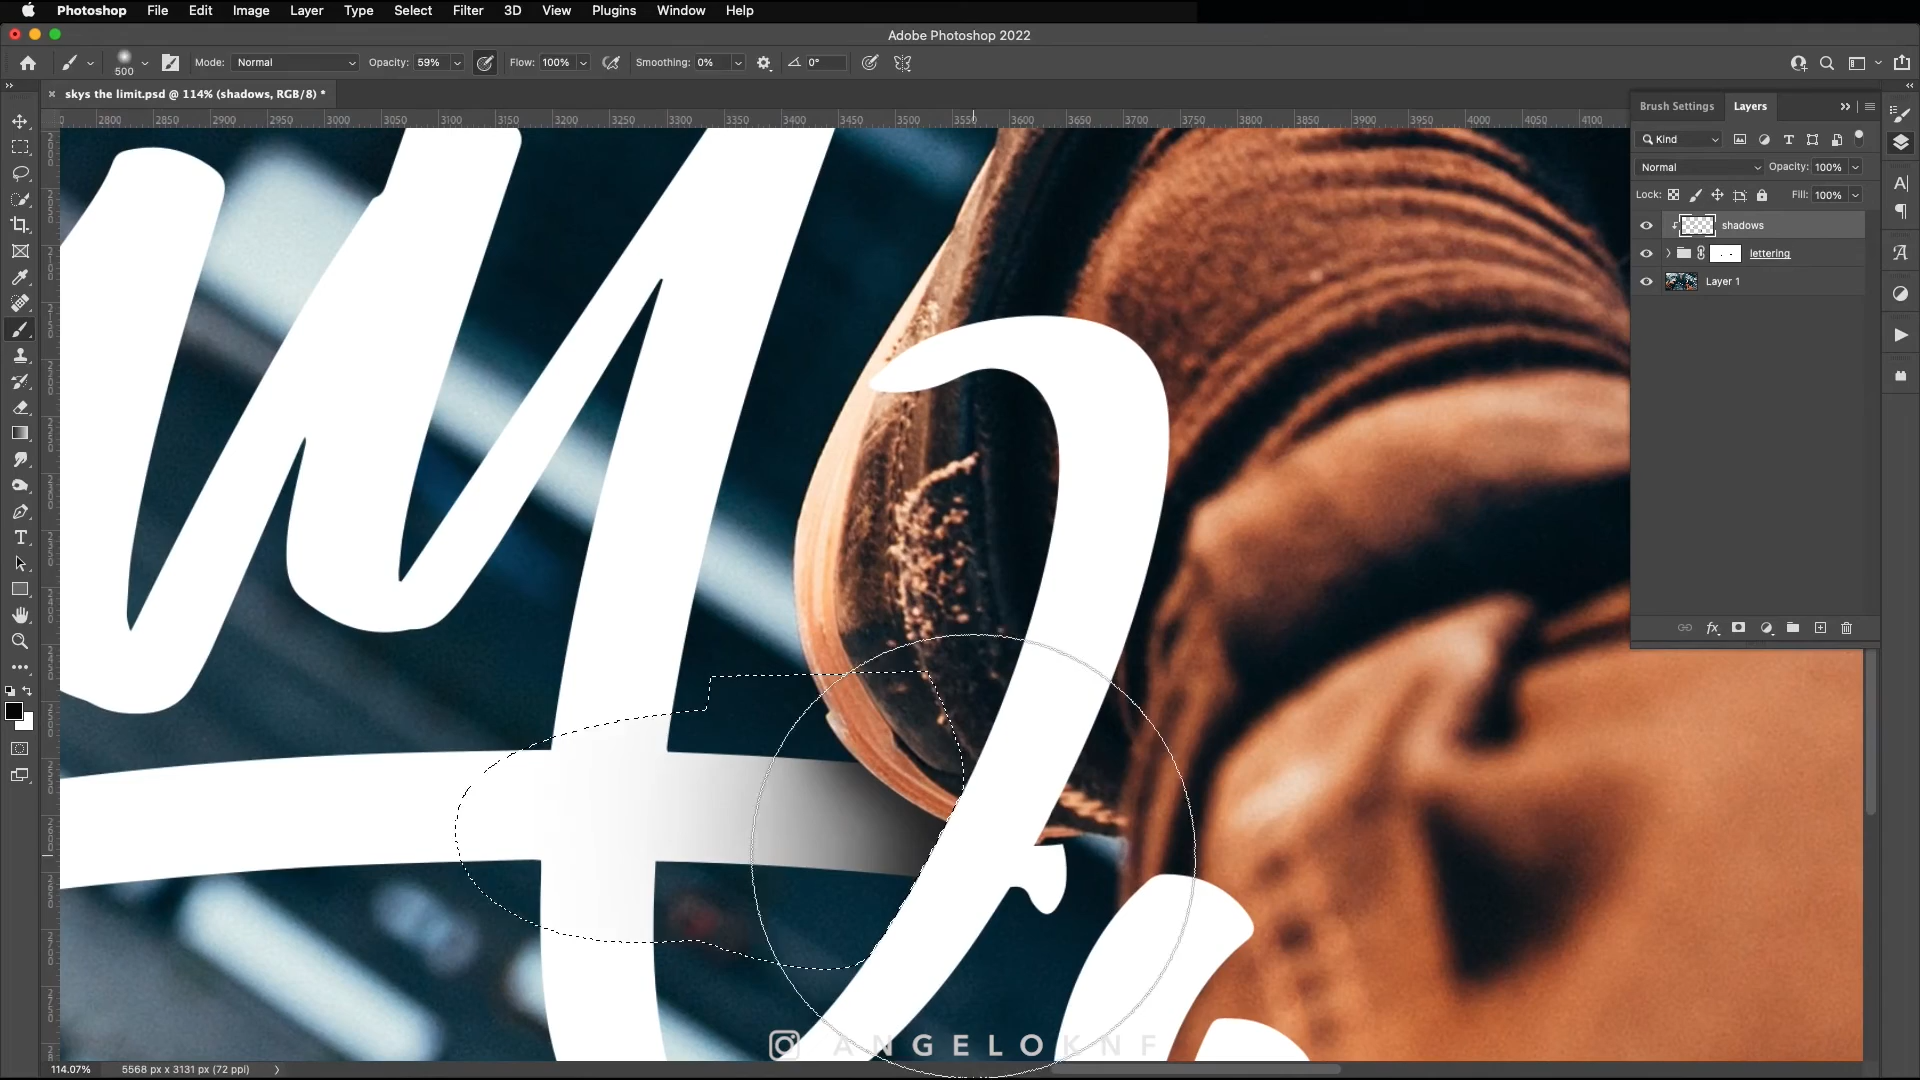 Photoshop File Edit Image Layer Type Select Filter 3D View Plugins Window Help
Adobe Photoshop 2022
500 Mode: Normal Opacity: 59% Flow: 100% Smoothing: 0% 0°
skys the limit.psd @ 114% (shadows, RGB/8) *
2800 2850 2900 2950 3000 3050 3100 3150 3200 3250 3300 3350 3400 3450 3500 3550 3600 3650 3700 3750 3800 3850 3900 3950 4000 4050 4100
Brush Settings Layers
Kind
Normal Opacity: 100%
Lock: Fill: 100%
shadows
lettering
Layer 1
fx
ANGELOKNF
114.07% 5568 px x 3131 px (72 ppi)